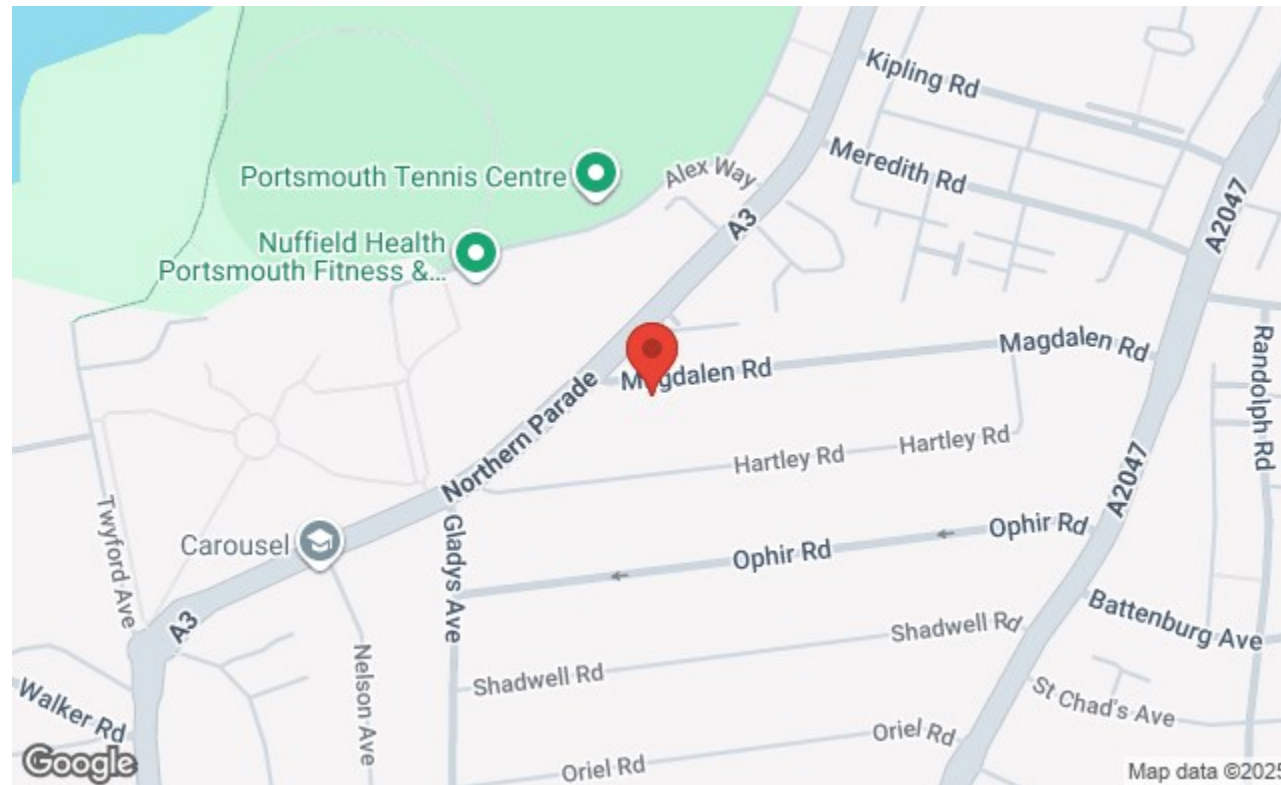 Kipling Rd
Meredith Rd
A2047
Alex Way
Portsmouth Tennis Centre
A3
Nuffield Health
Portsmouth Fitness &...
Magdalen Rd
Magdalen Rd
Randolph Rd
Northern Parade
Hartley Rd
Hartley Rd
A2047
Twyford Ave
Carousel
Gladys Ave
Ophir Rd
Ophir Rd
Battenburg Ave
A3
Shadwell Rd
Shadwell Rd
Nelson Ave
St Chad's Ave
Walker Rd
Oriel Rd
Oriel Rd
Google
Map data ©2025